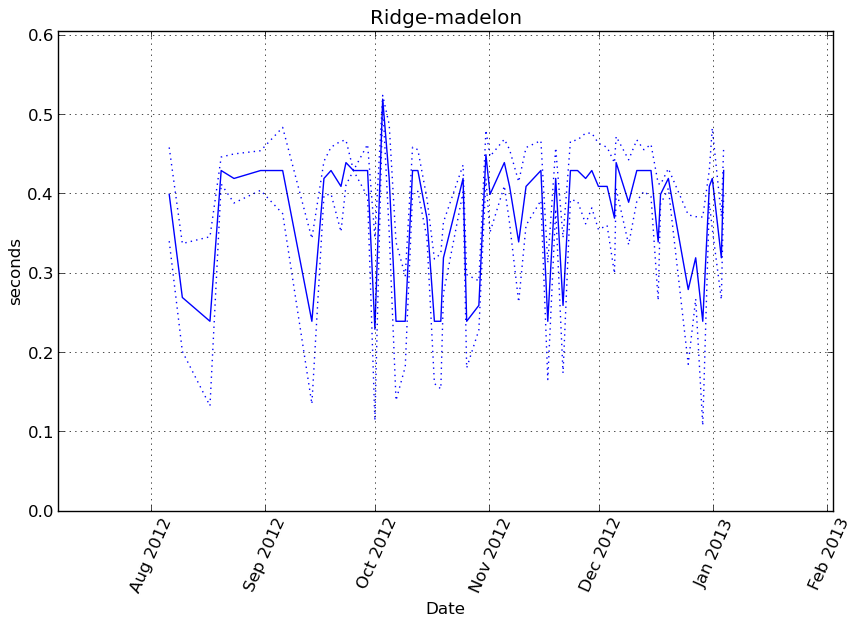 Ridge-madelon
0.6
0.5
0.4
0.3
0.2
0.1
0.0
seconds
Aug 2012
Sep 2012
Oct 2012
Nov 2012
Dec 2012
Jan 2013
Feb 2013
Date